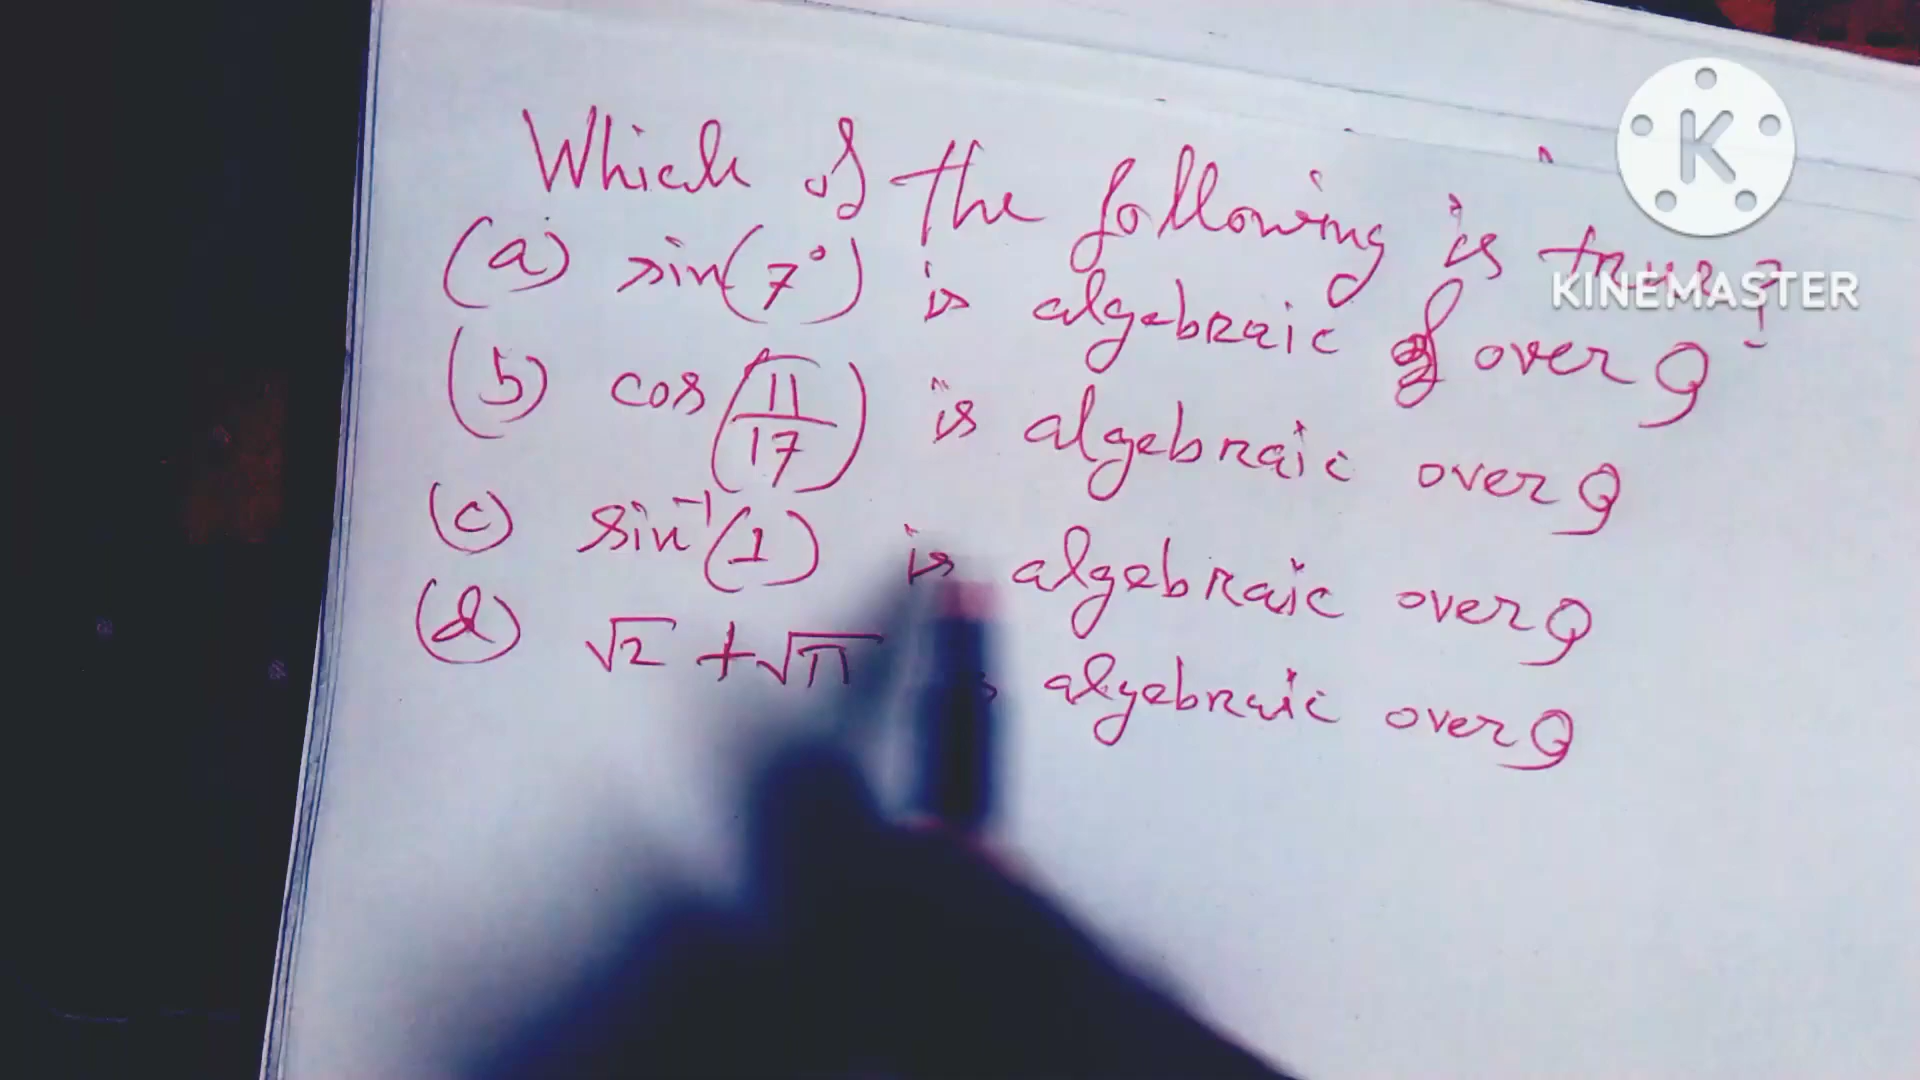 Which of the following is true?
(a) sin(7°) is algebraic over Q
(b) cos(π/17) is algebraic over Q
(c) sin⁻¹(1) is algebraic over Q
(d) √2 + √π algebraic over Q
K
KINEMASTER